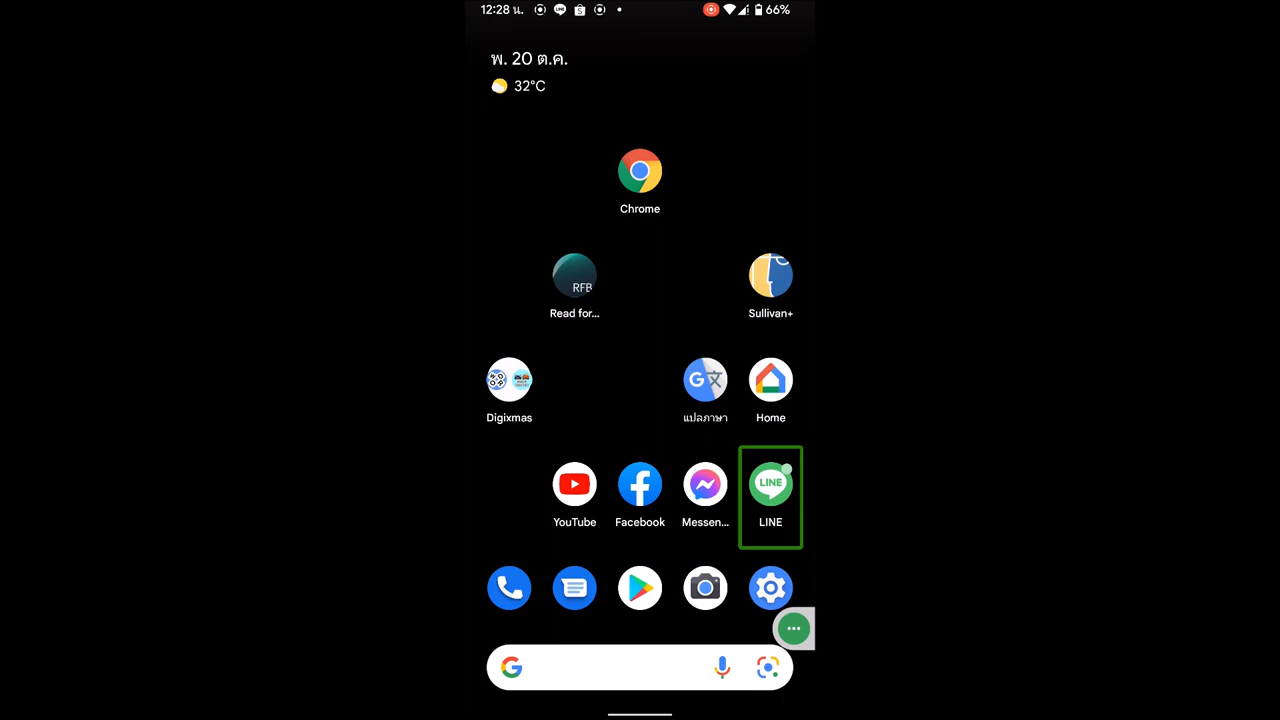 12:28 น. 66%
พ. 20 ต.ค.
32°C
Chrome
RFB
Read for... Sullivan+
Digixmas แปลภาษา Home
LINE
YouTube Facebook Messen... LINE